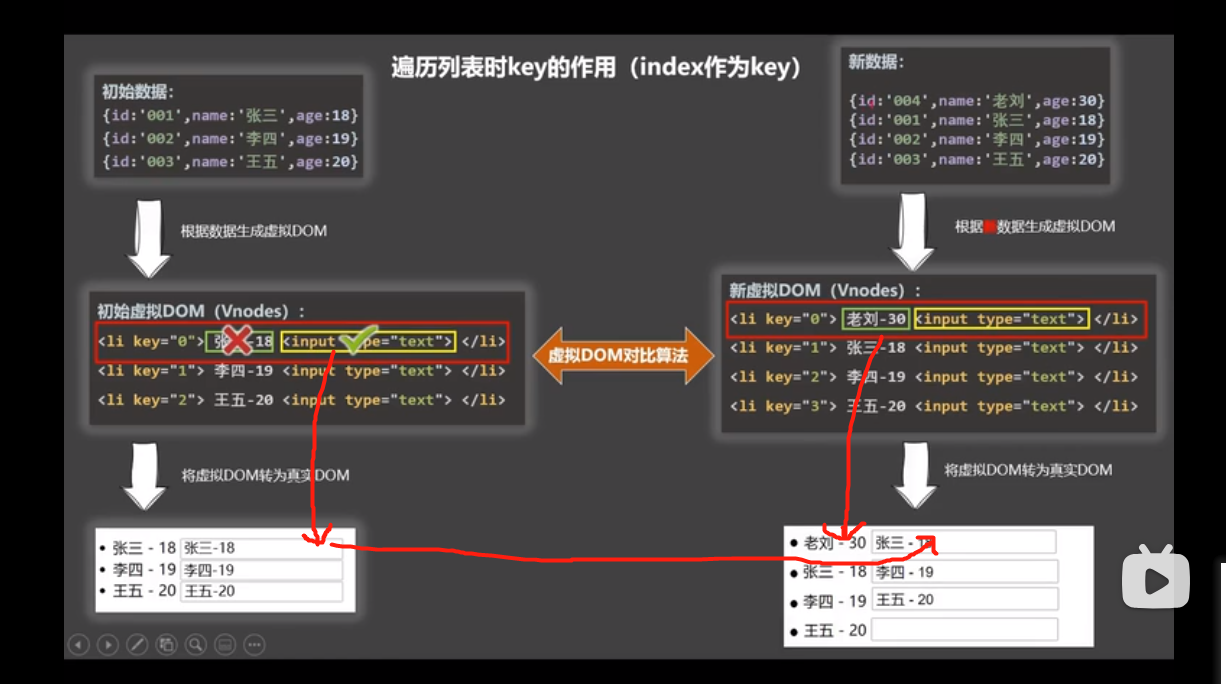 遍历列表时key的作用（index作为key）
初始数据：
{id:'001',name:'张三',age:18}
{id:'002',name:'李四',age:19}
{id:'003',name:'王五',age:20}
根据数据生成虚拟DOM
初始虚拟DOM（Vnodes）：
<li key="0"> 张三-18 <input type="text"> </li>
<li key="1"> 李四-19 <input type="text"> </li>
<li key="2"> 王五-20 <input type="text"> </li>
将虚拟DOM转为真实DOM
• 张三 - 18 张三-18
• 李四 - 19 李四-19
• 王五 - 20 王五-20
虚拟DOM对比算法
新数据：
{id:'004',name:'老刘',age:30}
{id:'001',name:'张三',age:18}
{id:'002',name:'李四',age:19}
{id:'003',name:'王五',age:20}
根据 数据生成虚拟DOM
新虚拟DOM（Vnodes）：
<li key="0"> 老刘-30 <input type="text"> </li>
<li key="1"> 张三-18 <input type="text"> </li>
<li key="2"> 李四-19 <input type="text"> </li>
<li key="3"> 王五-20 <input type="text"> </li>
将虚拟DOM转为真实DOM
• 老刘 - 30 张三 - 18
• 张三 - 18 李四 - 19
• 李四 - 19 王五 - 20
• 王五 - 20